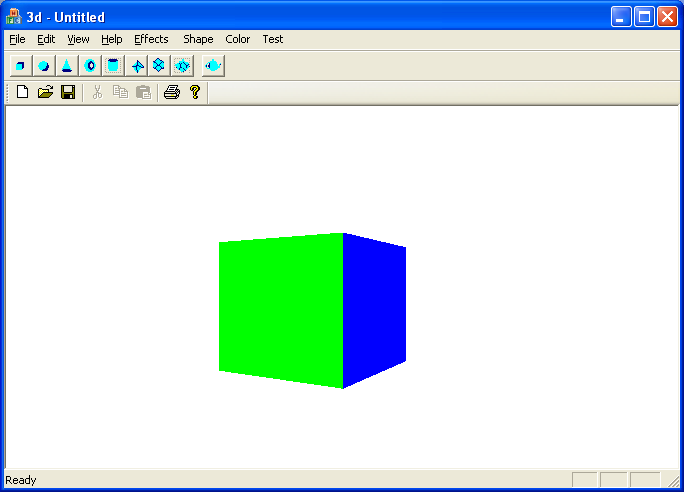 3d - Untitled
File Edit View Help Effects Shape Color Test
Ready